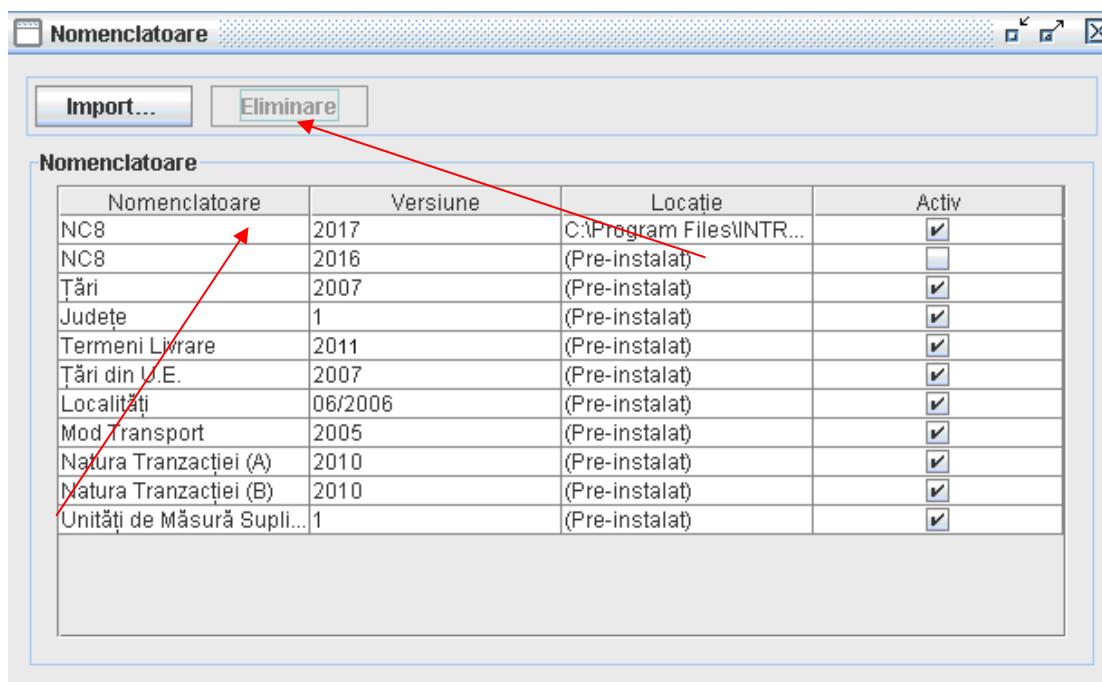 Nomenclatoare
Import... Eliminare
Nomenclatoare
Nomenclatoare Versiune Locație Activ
NC8 2017 C:\Program Files\INTR...
NC8 2016 (Pre-instalat)
Țări 2007 (Pre-instalat)
Județe 1 (Pre-instalat)
Termeni Livrare 2011 (Pre-instalat)
Țări din U.E. 2007 (Pre-instalat)
Localități 06/2006 (Pre-instalat)
Mod Transport 2005 (Pre-instalat)
Natura Tranzacției (A) 2010 (Pre-instalat)
Natura Tranzacției (B) 2010 (Pre-instalat)
Unități de Măsură Supli... 1 (Pre-instalat)